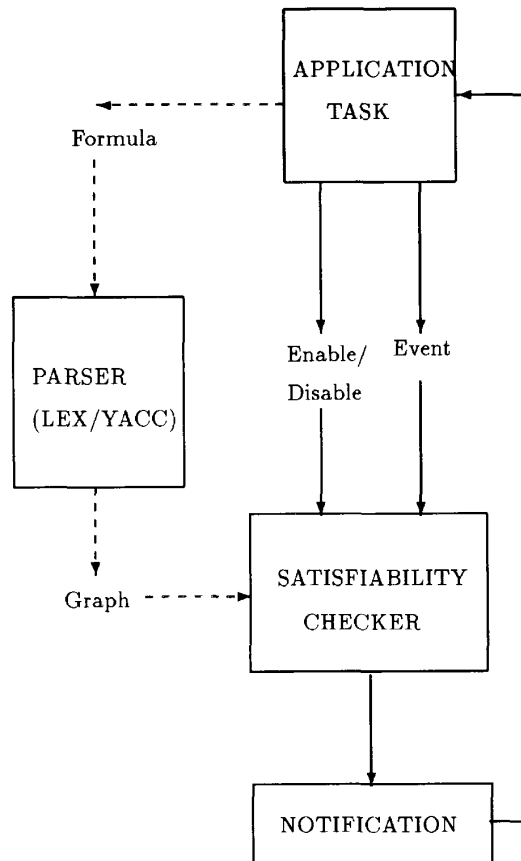 APPLICATION
TASK
Formula
PARSER
(LEX/YACC)
Enable/
Disable
Event
Graph
SATISFIABILITY
CHECKER
NOTIFICATION